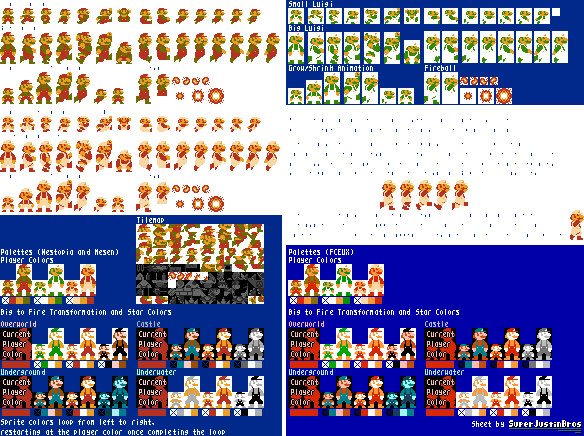 Small Luigi
Big Luigi
Grow/Shrink Animation
Fireball
Tilemap
Palettes (Nestopia and Mesen)
Player Colors
Big to Fire Transformation and Star Colors
Overworld
Castle
Current
Player
Color
Current
Player
Color
Underground
Underwater
Current
Player
Color
Current
Player
Color
Sprite colors loop from left to right,
restarting at the player color once completing the loop
Palettes (FCEUX)
Player Colors
Big to Fire Transformation and Star Colors
Overworld
Castle
Current
Player
Color
Current
Player
Color
Underground
Underwater
Current
Player
Color
Current
Player
Color
Sheet by SuperJustinBros